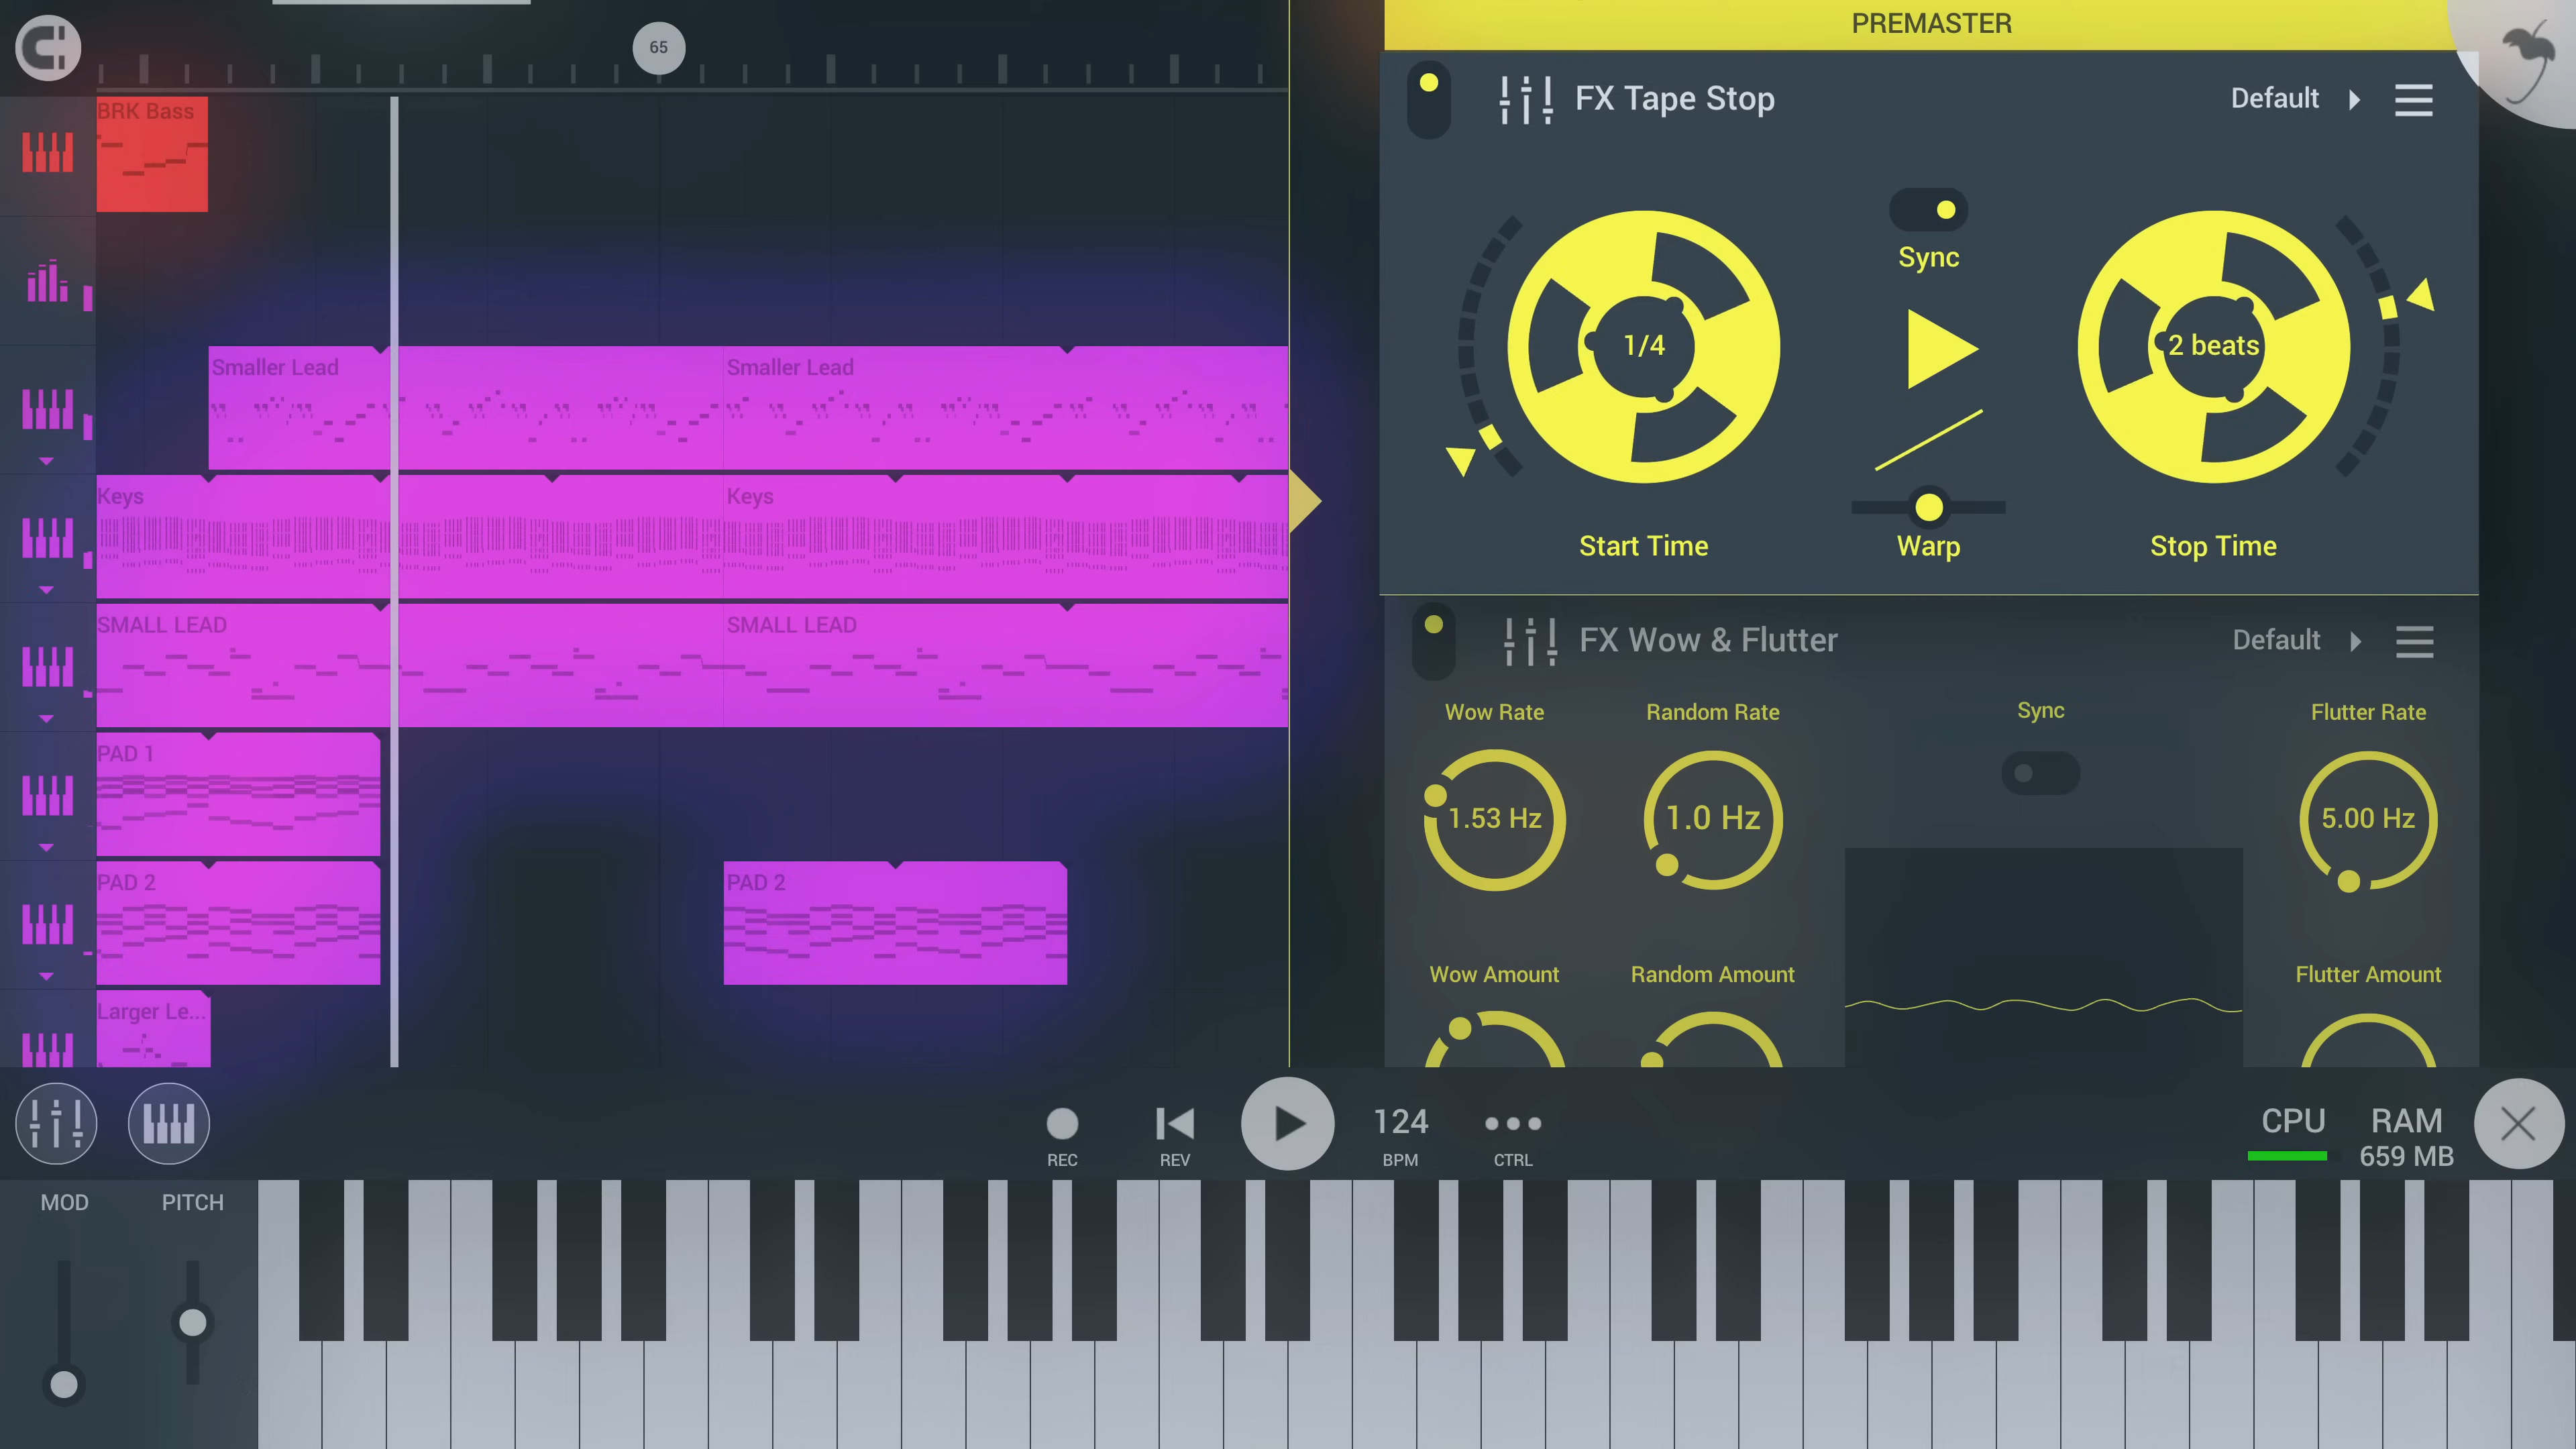 PREMASTER
65
FX Tape Stop
Default
BRK Bass
Sync
1/4
2 beats
Start Time
Warp
Stop Time
Smaller Lead
Smaller Lead
Keys
Keys
SMALL LEAD
SMALL LEAD
PAD 1
PAD 2
PAD 2
Larger Le...
FX Wow & Flutter
Default
Wow Rate
Random Rate
Sync
Flutter Rate
1.53 Hz
1.0 Hz
5.00 Hz
Wow Amount
Random Amount
Flutter Amount
REC
REV
124
BPM
CTRL
CPU
RAM
659 MB
MOD
PITCH